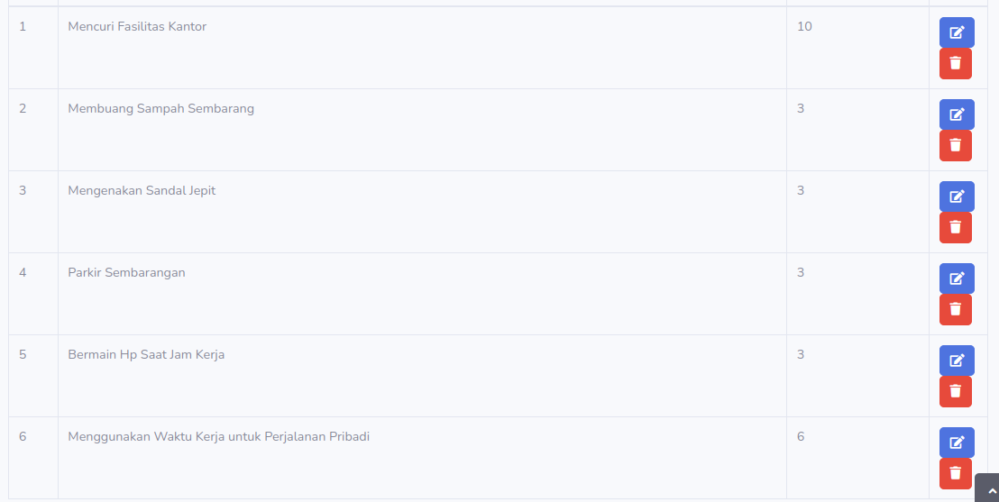 1 Mencuri Fasilitas Kantor 10
2 Membuang Sampah Sembarang 3
3 Mengenakan Sandal Jepit 3
4 Parkir Sembarangan 3
5 Bermain Hp Saat Jam Kerja 3
6 Menggunakan Waktu Kerja untuk Perjalanan Pribadi 6